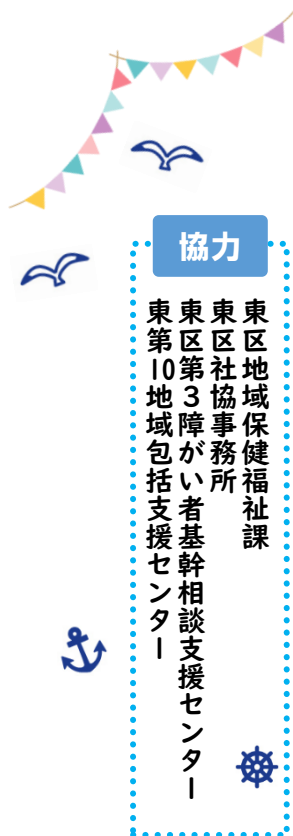 協力
東区地域保健福祉課
東区社協事務所
東区第3障がい者基幹相談支援センター
東第10地域包括支援センター